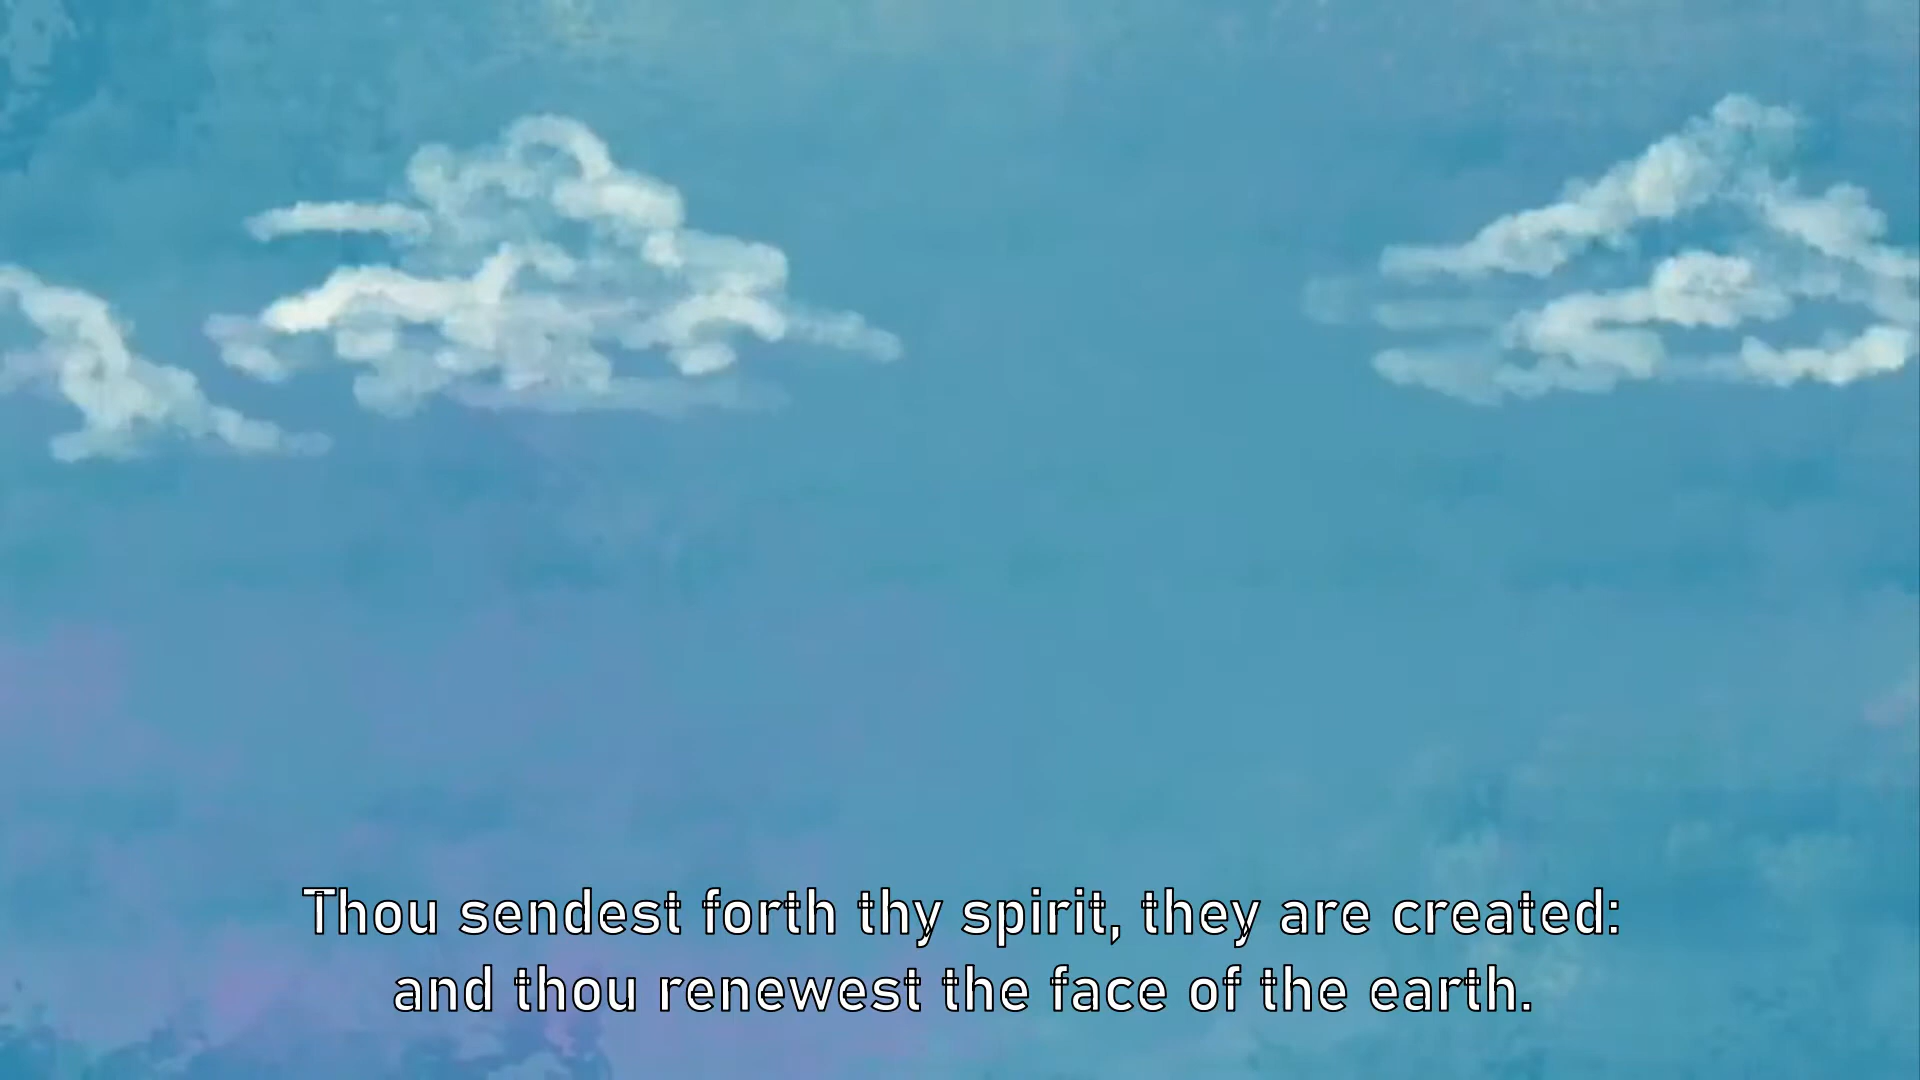 Thou sendest forth thy spirit, they are created:
and thou renewest the face of the earth.